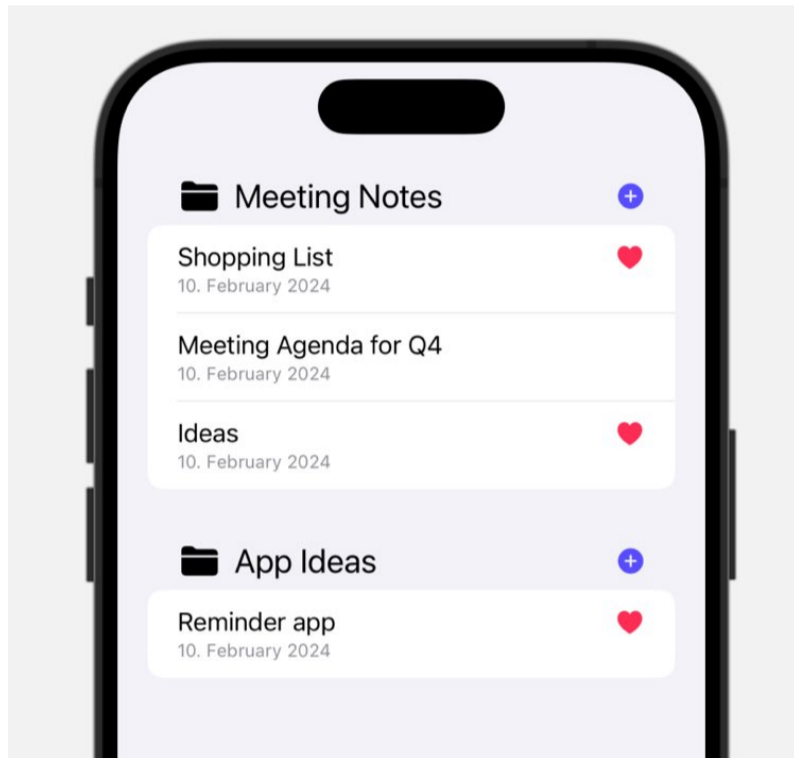 Meeting Notes
Shopping List
10. February 2024
Meeting Agenda for Q4
10. February 2024
Ideas
10. February 2024
App Ideas
Reminder app
10. February 2024